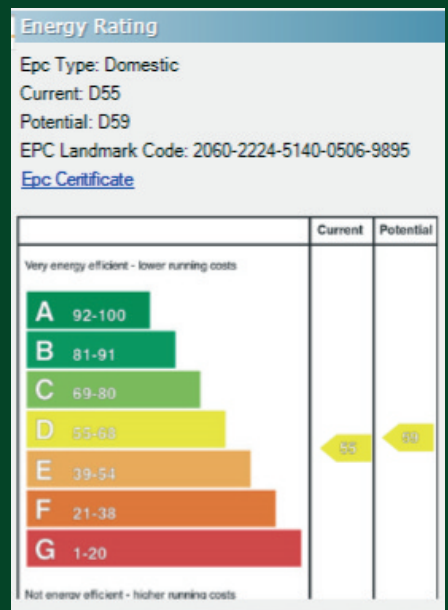 Energy Rating
Epc Type: Domestic
Current: D55
Potential: D59
EPC Landmark Code: 2060-2224-5140-0506-9895
Epc Ceritificate
Current Potential
Very energy efficient - lower running costs
A 92-100
B 81-91
C 69-80
D 55-68
E 39-54
F 21-38
G 1-20
55
59
Not energy efficient - higher running costs